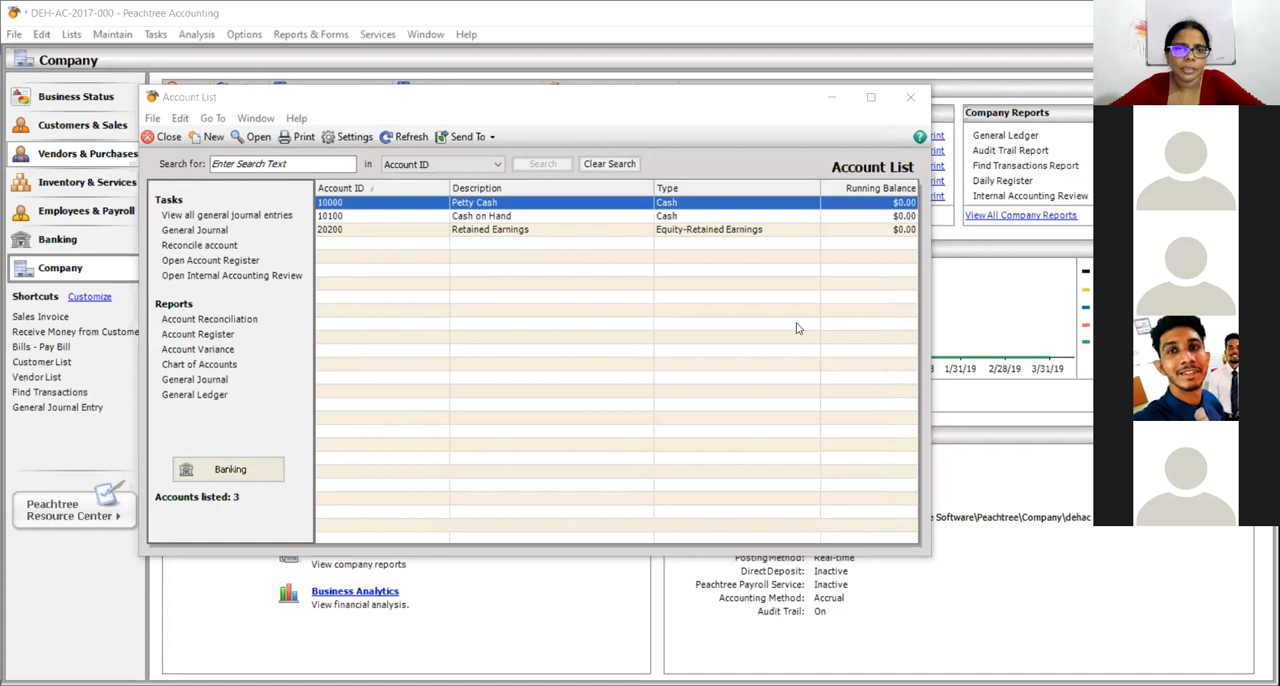 * DEH-AC-2017-000 - Peachtree Accounting
File Edit Lists Maintain Tasks Analysis Options Reports & Forms Services Window Help
Company
Business Status
Customers & Sales
Vendors & Purchases
Inventory & Services
Employees & Payroll
Banking
Company
Shortcuts Customize
Sales Invoice
Receive Money from Custome
Bills - Pay Bill
Customer List
Vendor List
Find Transactions
General Journal Entry
Peachtree
Resource Center
Account List
File Edit Go To Window Help
Close New Open Print Settings Refresh Send To
Search for: Enter Search Text in Account ID Search Clear Search
Account List
Tasks
View all general journal entries
General Journal
Reconcile account
Open Account Register
Open Internal Accounting Review
Reports
Account Reconciliation
Account Register
Account Variance
Chart of Accounts
General Journal
General Ledger
Banking
Accounts listed: 3
Account ID Description Type Running Balance
10000 Petty Cash Cash $0.00
10100 Cash on Hand Cash $0.00
20200 Retained Earnings Equity-Retained Earnings $0.00
Company Reports
General Ledger
Audit Trail Report
Find Transactions Report
Daily Register
Internal Accounting Review
View All Company Reports
1/31/19 2/28/19 3/31/19
e Software\Peachtree\Company\dehac
View company reports
Business Analytics
View financial analysis.
Posting Method: Real-time
Direct Deposit: Inactive
Peachtree Payroll Service: Inactive
Accounting Method: Accrual
Audit Trail: On